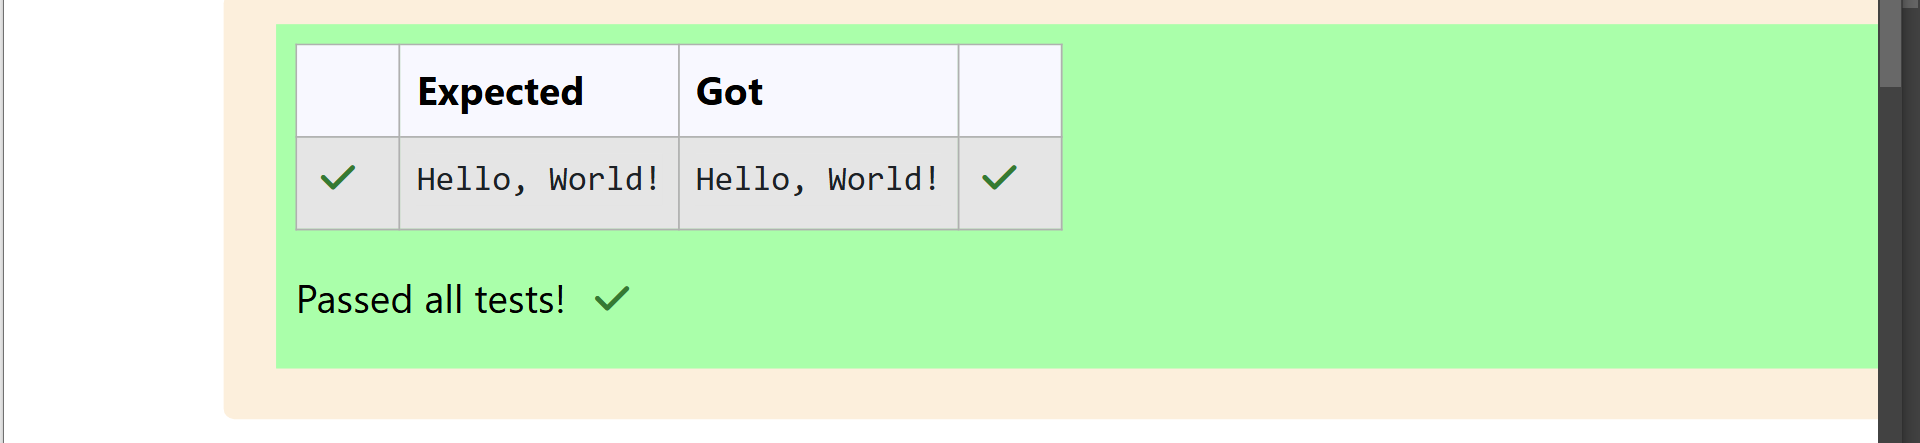 Expected Got
Hello, World! Hello, World!
Passed all tests!